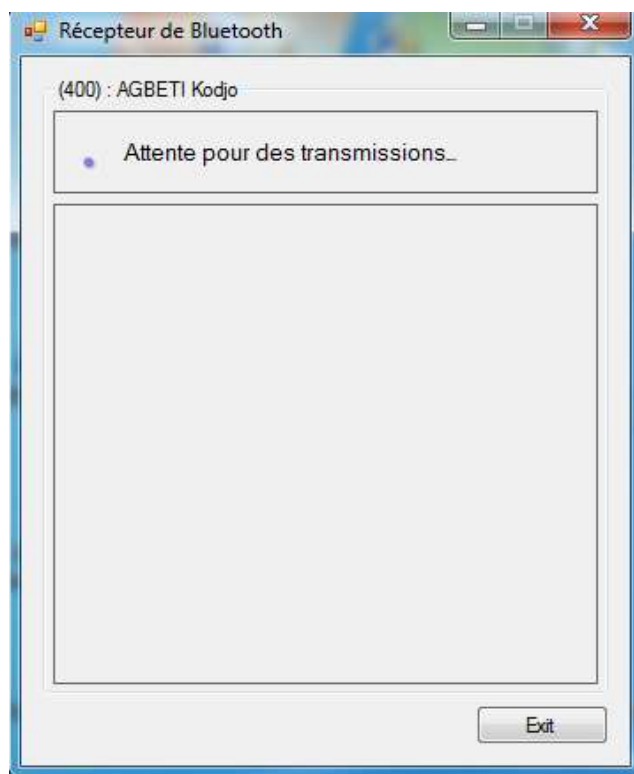 Récepteur de Bluetooth
(400) : AGBETI Kodjo
Attente pour des transmissions...
Exit